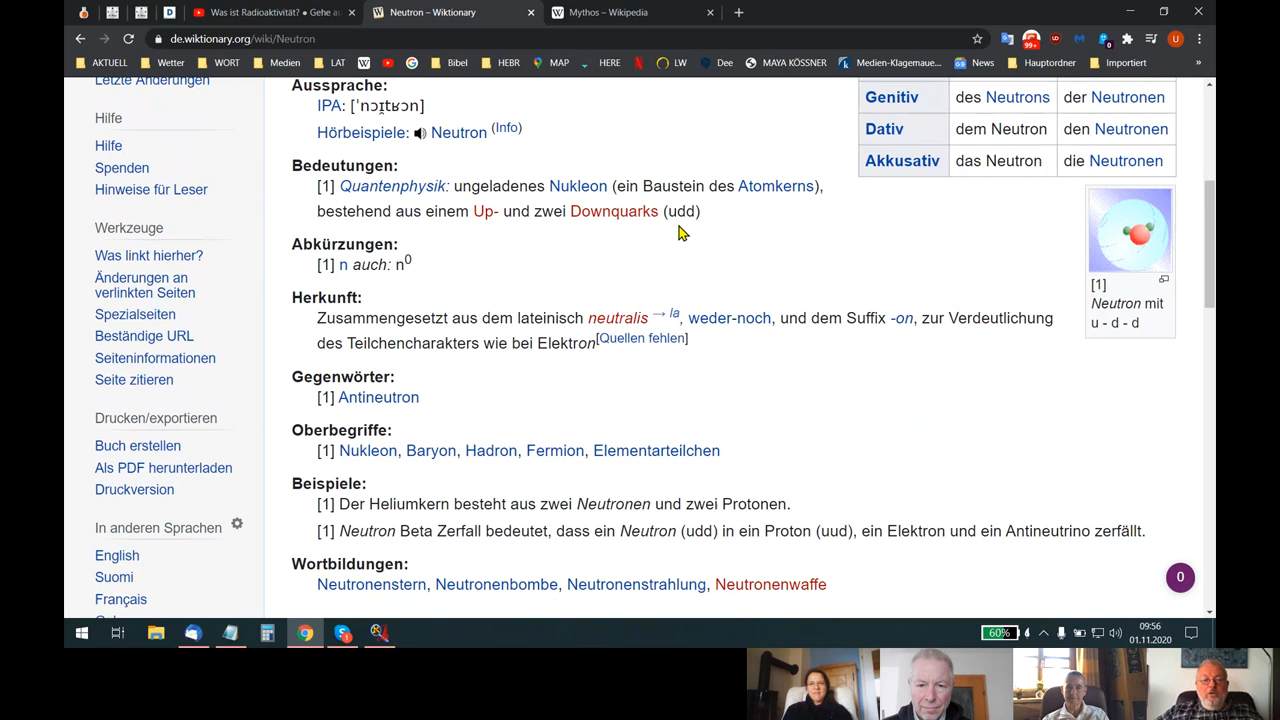 Was ist Radioaktivität? • Gehe au
Neutron – Wiktionary
Mythos – Wikipedia
de.wiktionary.org/wiki/Neutron
99+
0
U
AKTUELL
Wetter
WORT
Medien
LAT
Bibel
HEBR
MAP
HERE
LW
Dee
MAYA KÖSSNER
Medien-Klagemaue...
News
Hauptordner
Importiert
Letzte Änderungen
Hilfe
Hilfe
Spenden
Hinweise für Leser
Werkzeuge
Was linkt hierher?
Änderungen an
verlinkten Seiten
Spezialseiten
Beständige URL
Seiteninformationen
Seite zitieren
Drucken/exportieren
Buch erstellen
Als PDF herunterladen
Druckversion
In anderen Sprachen
English
Suomi
Français
Aussprache:
IPA: [ˈnɔɪ̯tʁɔn]
Hörbeispiele: Neutron (Info)
Bedeutungen:
[1] Quantenphysik: ungeladenes Nukleon (ein Baustein des Atomkerns),
bestehend aus einem Up- und zwei Downquarks (udd)
Abkürzungen:
[1] n auch: n⁰
Herkunft:
Zusammengesetzt aus dem lateinisch neutralis → la, weder-noch, und dem Suffix -on, zur Verdeutlichung
des Teilchencharakters wie bei Elektron[Quellen fehlen]
Gegenwörter:
[1] Antineutron
Oberbegriffe:
[1] Nukleon, Baryon, Hadron, Fermion, Elementarteilchen
Beispiele:
[1] Der Heliumkern besteht aus zwei Neutronen und zwei Protonen.
[1] Neutron Beta Zerfall bedeutet, dass ein Neutron (udd) in ein Proton (uud), ein Elektron und ein Antineutrino zerfällt.
Wortbildungen:
Neutronenstern, Neutronenbombe, Neutronenstrahlung, Neutronenwaffe
Genitiv des Neutrons der Neutronen
Dativ dem Neutron den Neutronen
Akkusativ das Neutron die Neutronen
[1]
Neutron mit
u - d - d
0
60%
09:56
01.11.2020